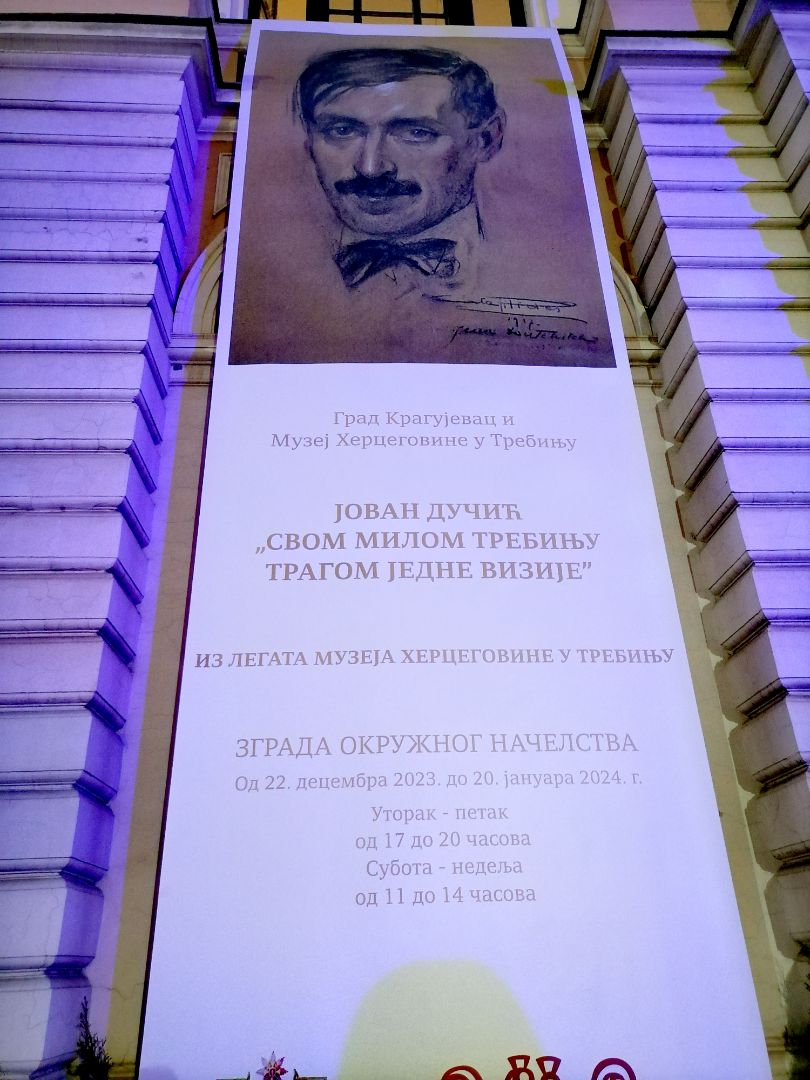 Град Крагујевац и
Музеј Херцеговине у Требињу
ЈОВАН ДУЧИЋ
„СВОМ МИЛОМ ТРЕБИЊУ
ТРАГОМ ЈЕДНЕ ВИЗИЈЕ”
ИЗ ЛЕГАТА МУЗЕЈА ХЕРЦЕГОВИНЕ У ТРЕБИЊУ
ЗГРАДА ОКРУЖНОГ НАЧЕЛСТВА
Од 22. децембра 2023. до 20. јануара 2024. г.
Уторак - петак
од 17 до 20 часова
Субота - недеља
од 11 до 14 часова